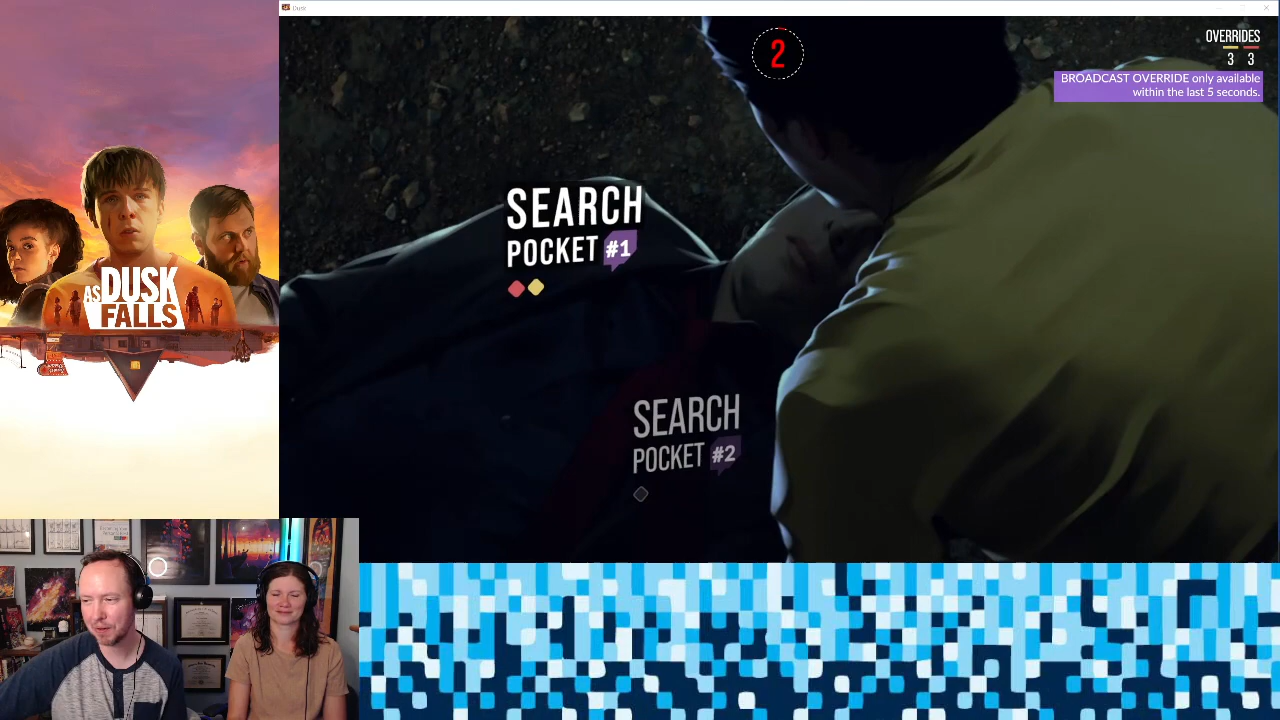 Dusk
2
OVERRIDES
3 3
BROADCAST OVERRIDE only available
within the last 5 seconds.
SEARCH
POCKET #1
SEARCH
POCKET #2
AS DUSK
FALLS